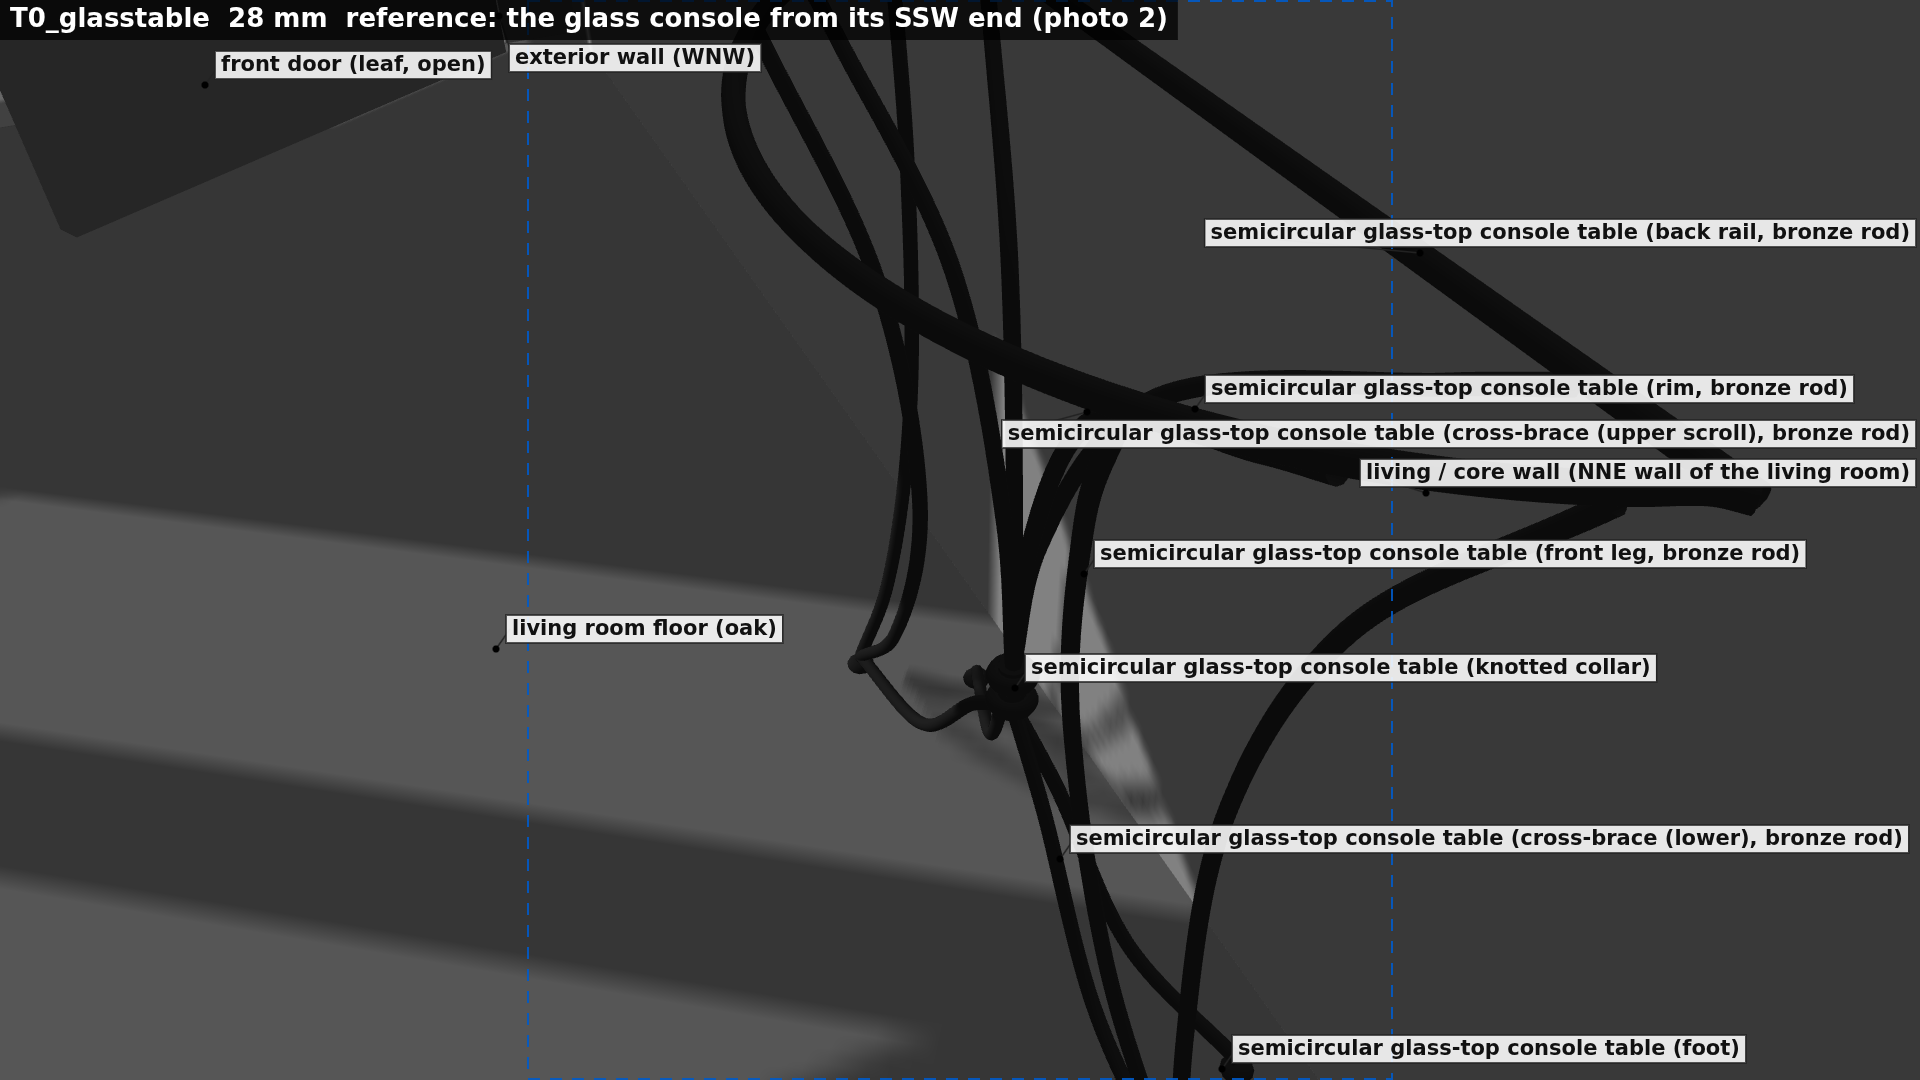 T0_glasstable  28 mm  reference: the glass console from its SSW end (photo 2)
front door (leaf, open)
exterior wall (WNW)
semicircular glass-top console table (back rail, bronze rod)
semicircular glass-top console table (rim, bronze rod)
semicircular glass-top console table (cross-brace (upper scroll), bronze rod)
living / core wall (NNE wall of the living room)
semicircular glass-top console table (front leg, bronze rod)
living room floor (oak)
semicircular glass-top console table (knotted collar)
semicircular glass-top console table (cross-brace (lower), bronze rod)
semicircular glass-top console table (foot)